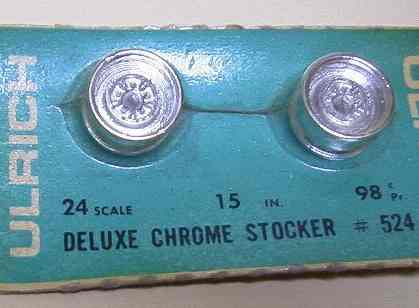 ULRICH
24 SCALE 15 IN. 98 c Pr.
DELUXE CHROME STOCKER # 524